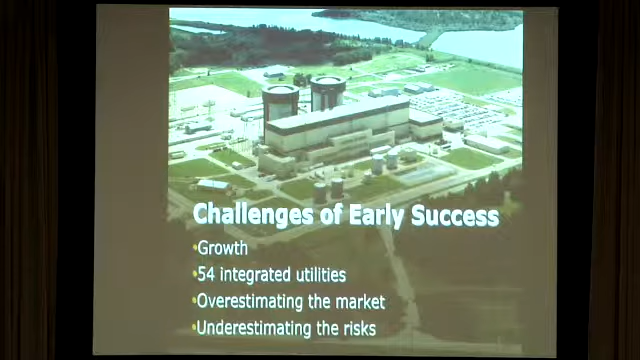 Challenges of Early Success
•Growth
•54 integrated utilities
•Overestimating the market
•Underestimating the risks